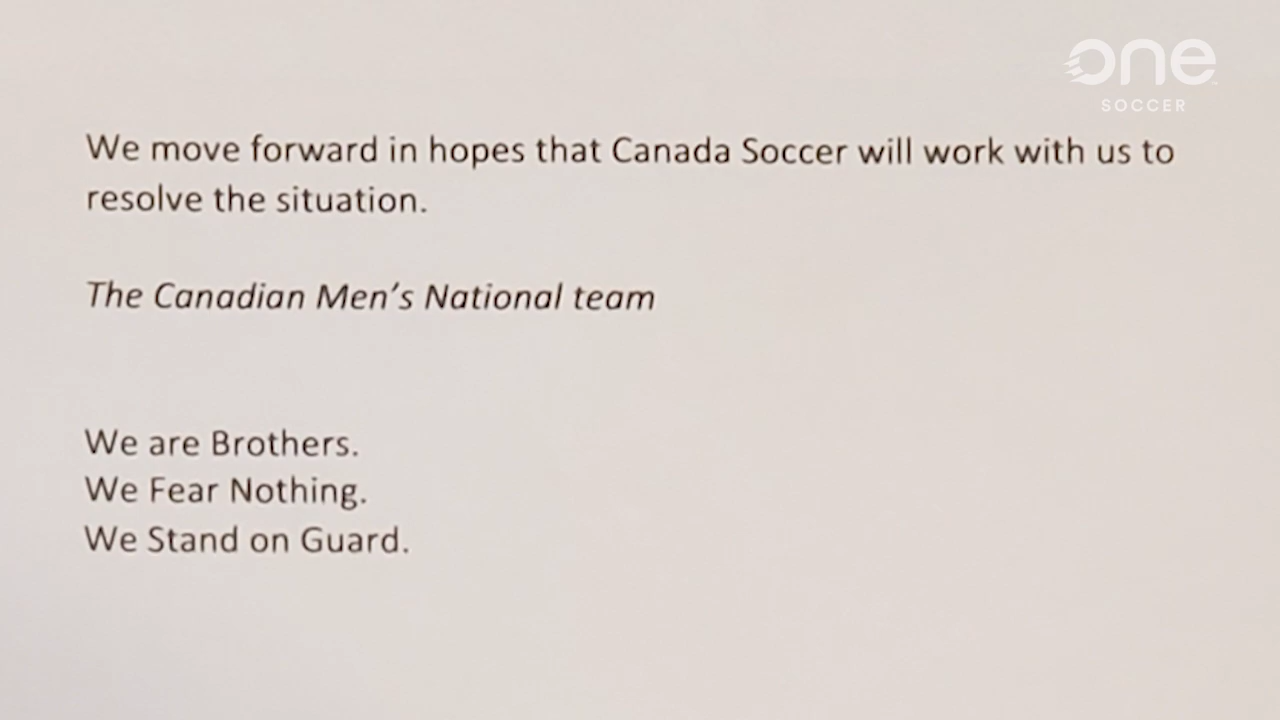 one
SOCCER
We move forward in hopes that Canada Soccer will work with us to
resolve the situation.
The Canadian Men's National team
We are Brothers.
We Fear Nothing.
We Stand on Guard.